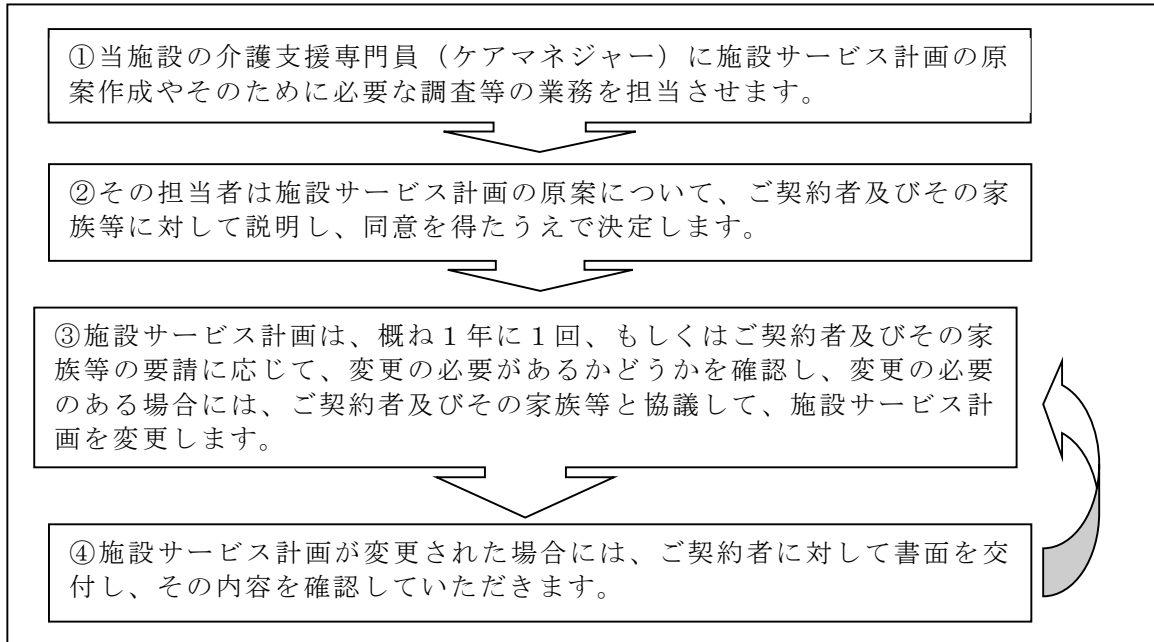 ①当施設の介護支援専門員（ケアマネジャー）に施設サービス計画の原
案作成やそのために必要な調査等の業務を担当させます。
②その担当者は施設サービス計画の原案について、ご契約者及びその家
族等に対して説明し、同意を得たうえで決定します。
③施設サービス計画は、概ね１年に１回、もしくはご契約者及びその家
族等の要請に応じて、変更の必要があるかどうかを確認し、変更の必要
のある場合には、ご契約者及びその家族等と協議して、施設サービス計
画を変更します。
④施設サービス計画が変更された場合には、ご契約者に対して書面を交
付し、その内容を確認していただきます。